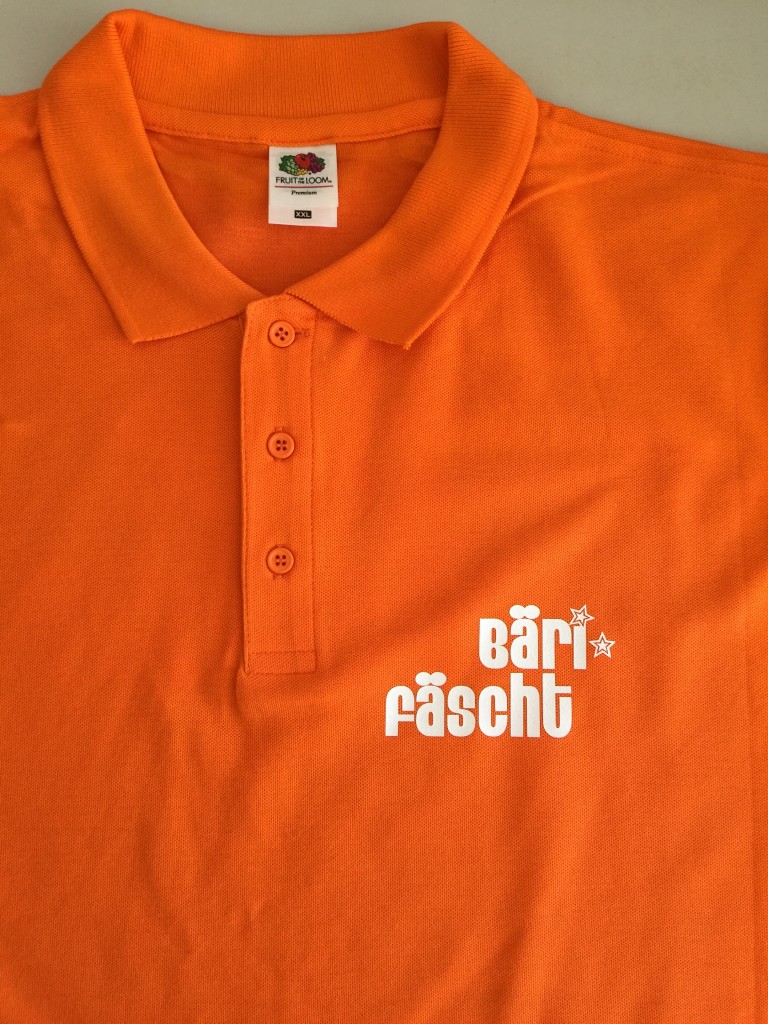 FRUIT OF THE LOOM
Premium
XXL
Bäri
fäscht